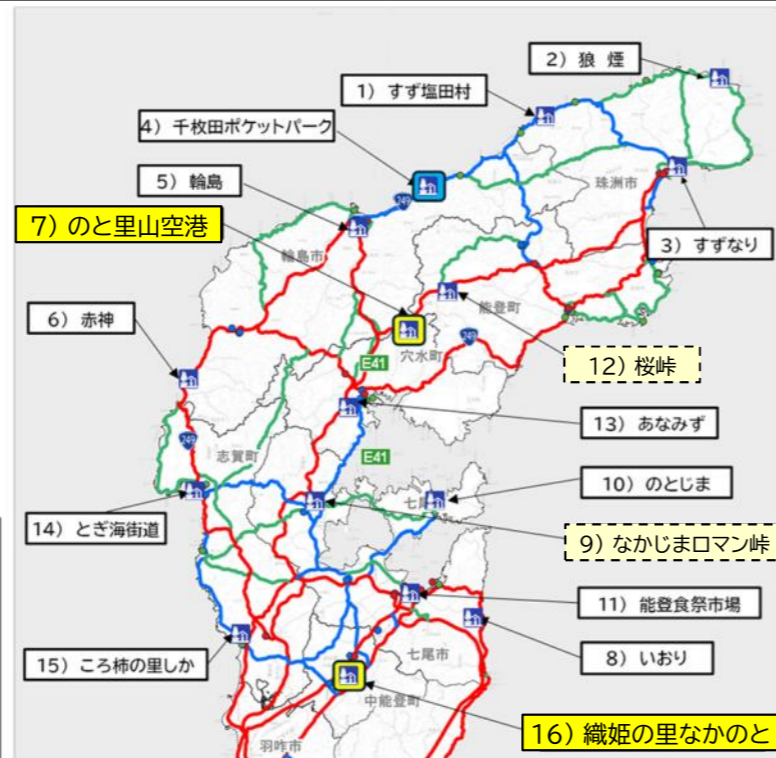 2）狼 煙
1）すず塩田村
4）千枚田ポケットパーク
5）輪島
249
珠洲市
7）のと里山空港
3）すずなり
輪島市
能登町
6）赤神
249
穴水町
12）桜峠
E41
13）あなみず
249
志賀町
E41
10）のとじま
七尾
14）とぎ海街道
9）なかじまロマン峠
11）能登食祭市場
15）ころ柿の里しか
七尾市
8）いおり
中能登町
16）織姫の里なかのと
羽咋市